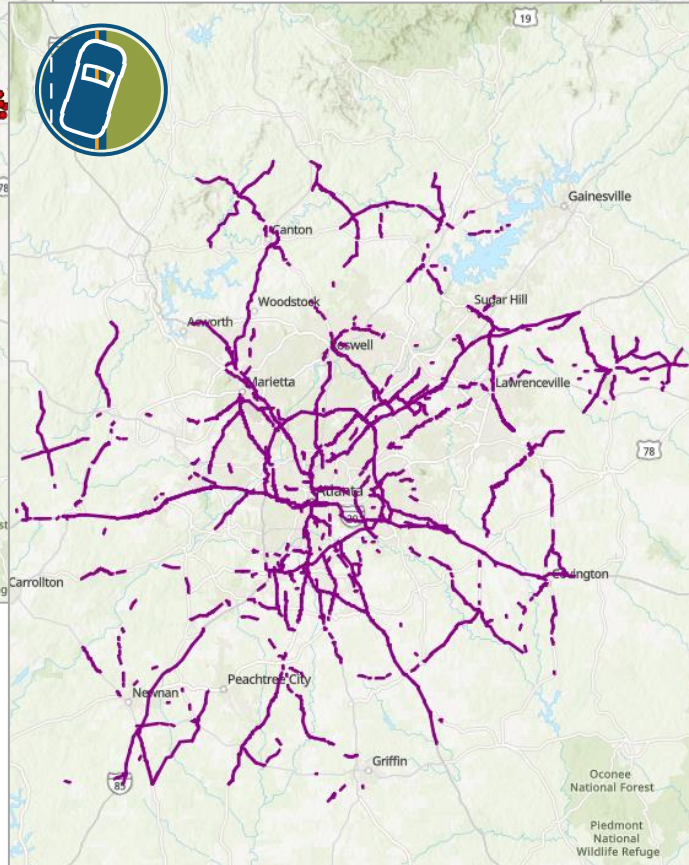 19
78
Gainesville
Canton
Woodstock
Sugar Hill
Acworth
Roswell
Marietta
Lawrenceville
78
Atlanta
Carrollton
Covington
Peachtree City
Newnan
Griffin
85
Oconee
National Forest
Piedmont
National
Wildlife Refuge